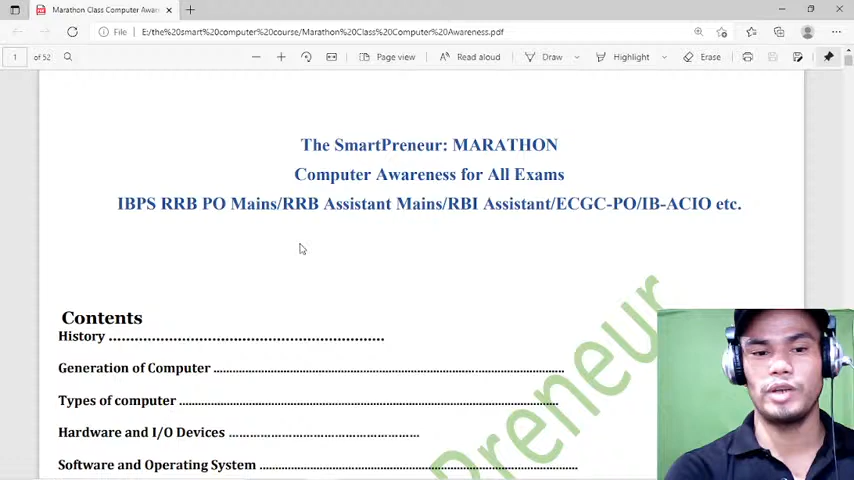 Marathon Class Computer Awar
File
E:/the%20smart%20computer%20course/Marathon%20Class%20Computer%20Awareness.pdf
1 of 52
Page view
Read aloud
Draw
Highlight
Erase
The SmartPreneur: MARATHON
Computer Awareness for All Exams
IBPS RRB PO Mains/RRB Assistant Mains/RBI Assistant/ECGC-PO/IB-ACIO etc.
Contents
History
Generation of Computer
Types of computer
Hardware and I/O Devices
Software and Operating System
Preneur